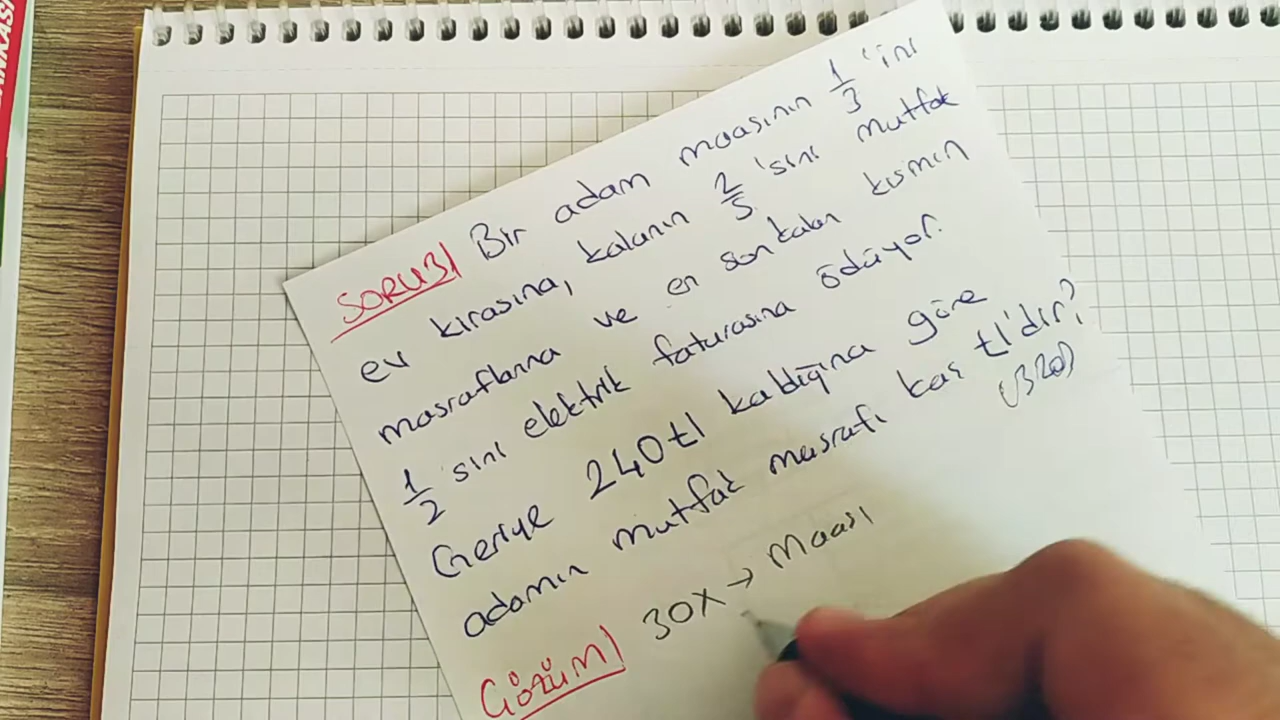 ANKASI
SORU3/ Bir adam maaşının 1/3 'ini
ev kirasına, kalanın 2/5 'sini mutfak
masraflarına ve en son kalan kısmın
1/2 sini elektrik faturasına ödüyor.
Geriye 240 tl kaldığına göre
adamın mutfak masrafı kaç tl'dir?
(320)
ÇÖZÜM/ 30X → Maaşı